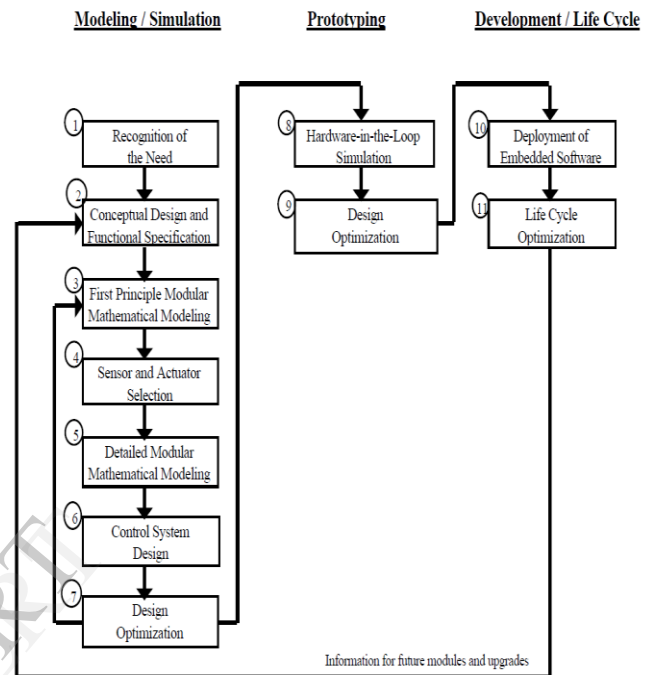 Modeling / Simulation
Prototyping
Development / Life Cycle
1
Recognition of
the Need
2
Conceptual Design and
Functional Specification
3
First Principle Modular
Mathematical Modeling
4
Sensor and Actuator
Selection
5
Detailed Modular
Mathematical Modeling
6
Control System
Design
7
Design
Optimization
8
Hardware-in-the-Loop
Simulation
9
Design
Optimization
10
Deployment of
Embedded Software
11
Life Cycle
Optimization
Information for future modules and upgrades
RT